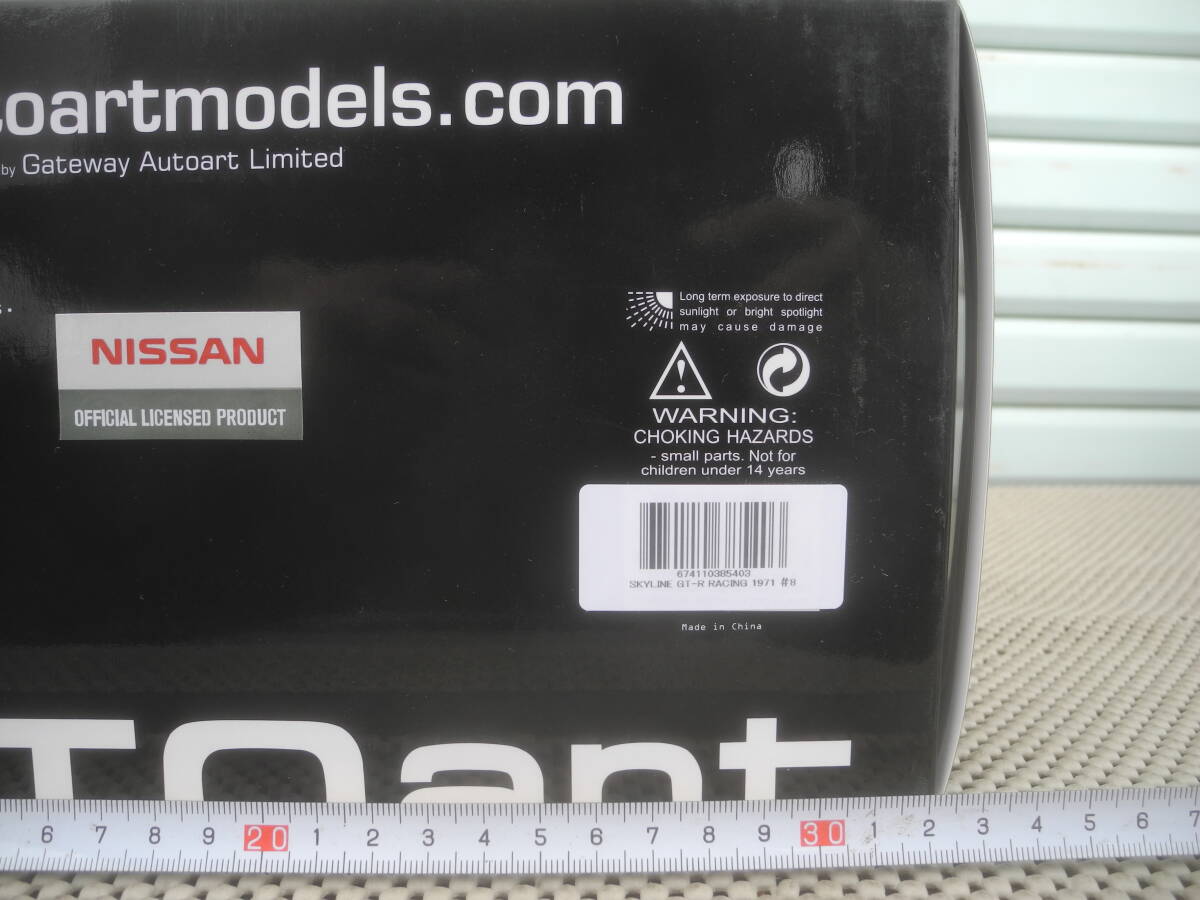 toartmodels.com
by Gateway Autoart Limited
s.
NISSAN
OFFICIAL LICENSED PRODUCT
Long term exposure to direct
sunlight or bright spotlight
may cause damage
WARNING:
CHOKING HAZARDS
- small parts. Not for
children under 14 years
674110385403
SKYLINE GT-R RACING 1971 #8
Made in China
TOart
6 7 8 9 20 1 2 3 4 5 6 7 8 9 30 1 2 3 4 5 6 7